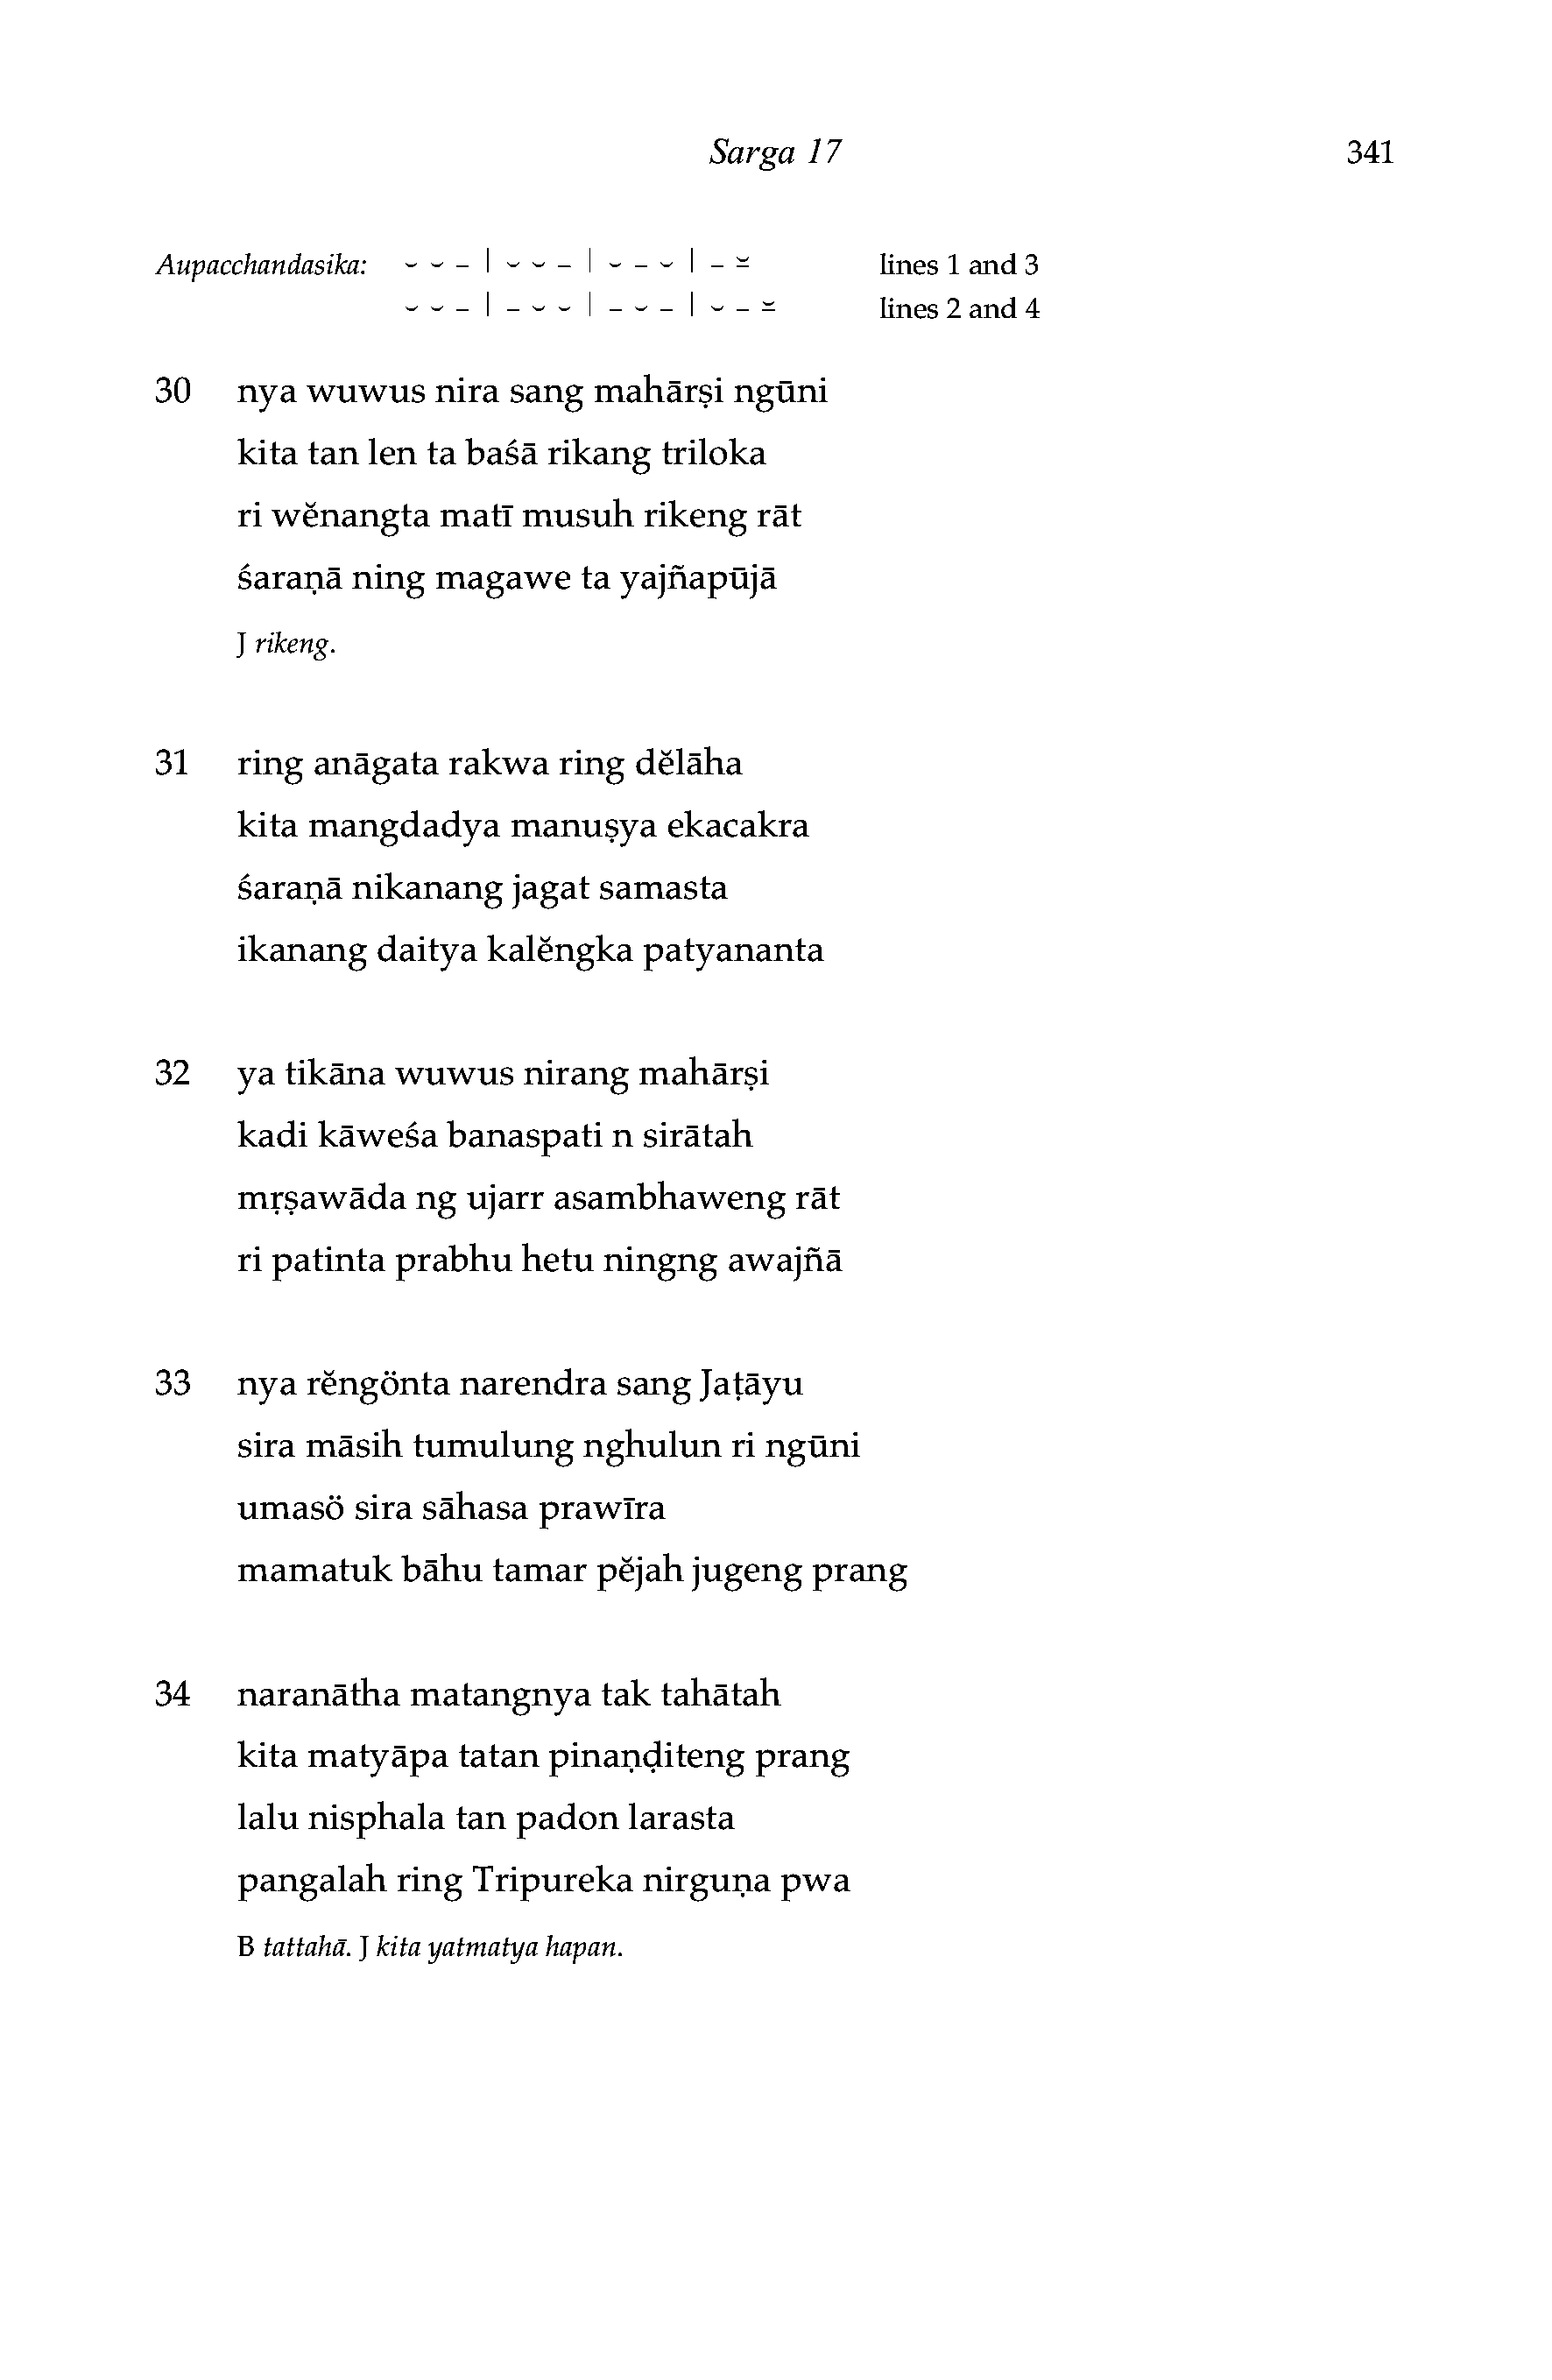 Sarga 17 341
Aupacchandasika: ⏑ ⏑ – | ⏑ ⏑ – | ⏑ – ⏑ | – ⏓ lines 1 and 3
⏑ ⏑ – | – ⏑ ⏑ | – ⏑ – | ⏑ – ⏓ lines 2 and 4
30 nya wuwus nira sang mahārṣi ngūni
kita tan len ta baśā rikang triloka
ri wĕnangta matī musuh rikeng rāt
śaraṇā ning magawe ta yajñapūjā
J rikeng.
31 ring anāgata rakwa ring dĕlāha
kita mangdadya manuṣya ekacakra
śaraṇā nikanang jagat samasta
ikanang daitya kalĕngka patyananta
32 ya tikāna wuwus nirang mahārṣi
kadi kāweśa banaspati n sirātah
mṛṣawāda ng ujarr asambhaweng rāt
ri patinta prabhu hetu ningng awajñā
33 nya rĕngönta narendra sang Jaṭāyu
sira māsih tumulung nghulun ri ngūni
umasö sira sāhasa prawīra
mamatuk bāhu tamar pĕjah jugeng prang
34 naranātha matangnya tak tahātah
kita matyāpa tatan pinaṇḍiteng prang
lalu nisphala tan padon larasta
pangalah ring Tripureka nirguṇa pwa
B tattahā. J kita yatmatya hapan.